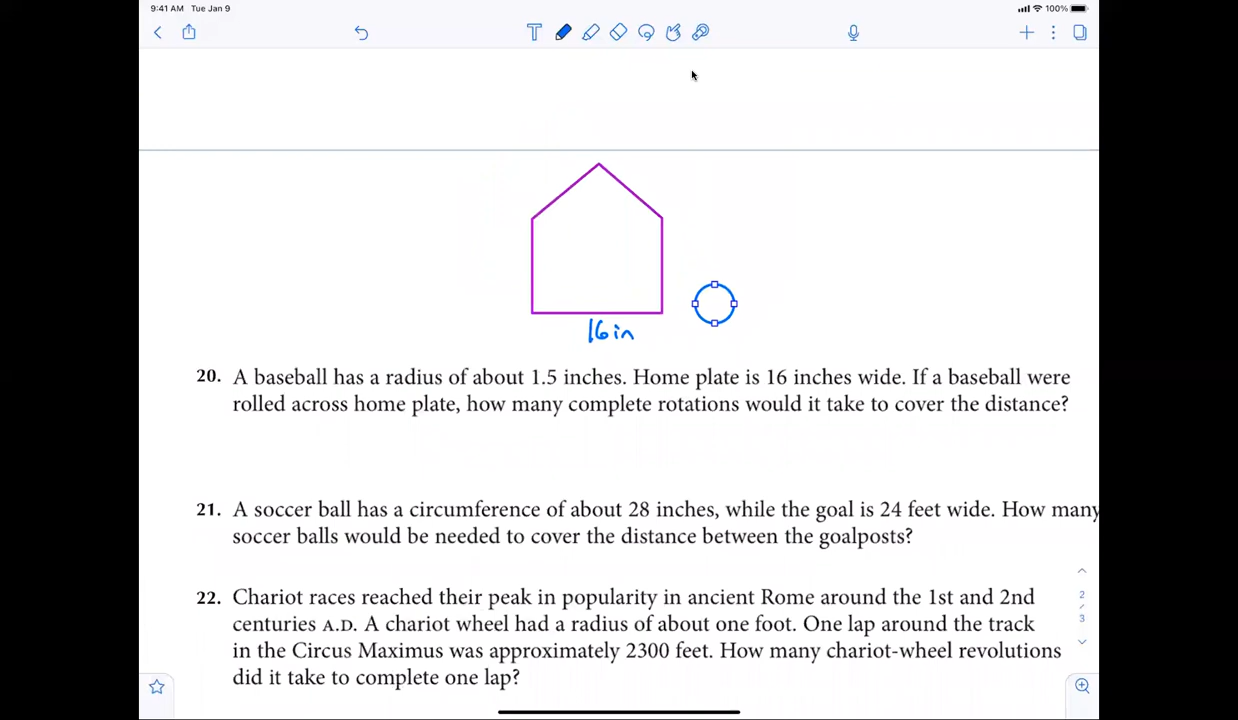 9:41 AM Tue Jan 9
100%
T
16in
20. A baseball has a radius of about 1.5 inches. Home plate is 16 inches wide. If a baseball were
rolled across home plate, how many complete rotations would it take to cover the distance?
21. A soccer ball has a circumference of about 28 inches, while the goal is 24 feet wide. How many
soccer balls would be needed to cover the distance between the goalposts?
22. Chariot races reached their peak in popularity in ancient Rome around the 1st and 2nd
centuries A.D. A chariot wheel had a radius of about one foot. One lap around the track
in the Circus Maximus was approximately 2300 feet. How many chariot-wheel revolutions
did it take to complete one lap?
2
/
3